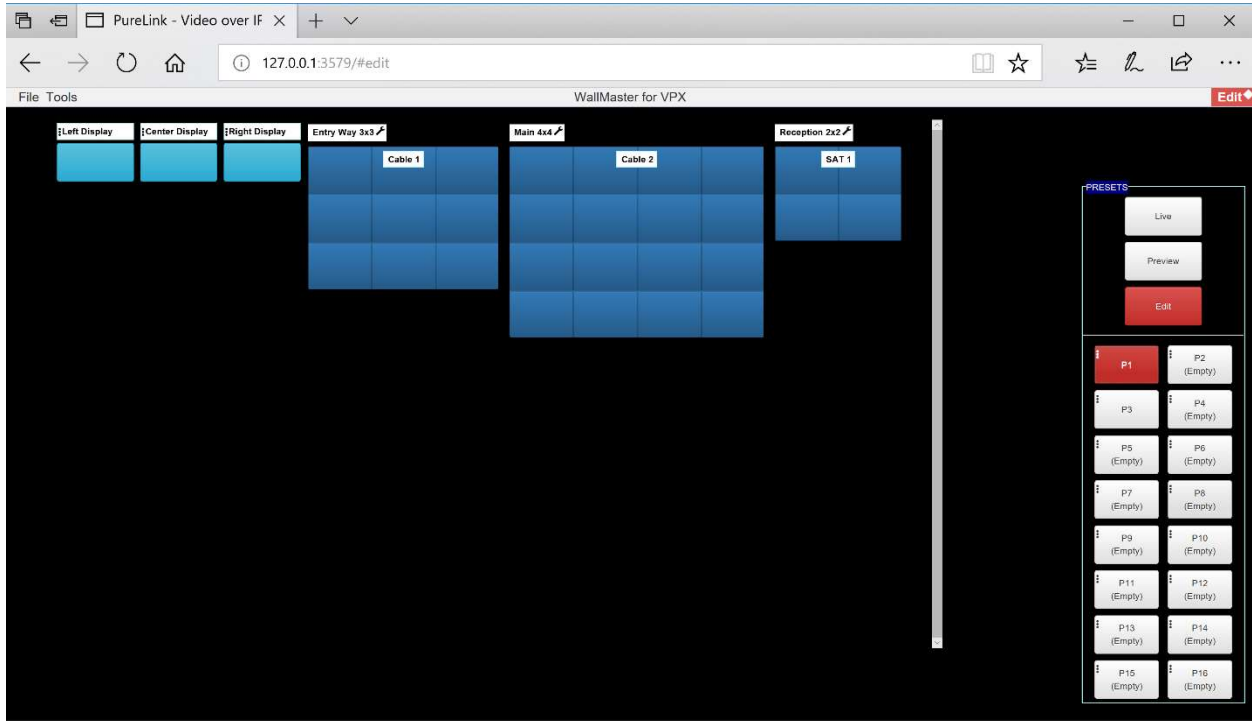 PureLink - Video over IF
127.0.0.1:3579/#edit
File Tools
WallMaster for VPX
Edit
Left Display
Center Display
Right Display
Entry Way 3x3
Main 4x4
Reception 2x2
Cable 1
Cable 2
SAT 1
PRESETS
Live
Preview
Edit
P1
P2
(Empty)
P3
P4
(Empty)
P5
(Empty)
P6
(Empty)
P7
(Empty)
P8
(Empty)
P9
(Empty)
P10
(Empty)
P11
(Empty)
P12
(Empty)
P13
(Empty)
P14
(Empty)
P15
(Empty)
P16
(Empty)